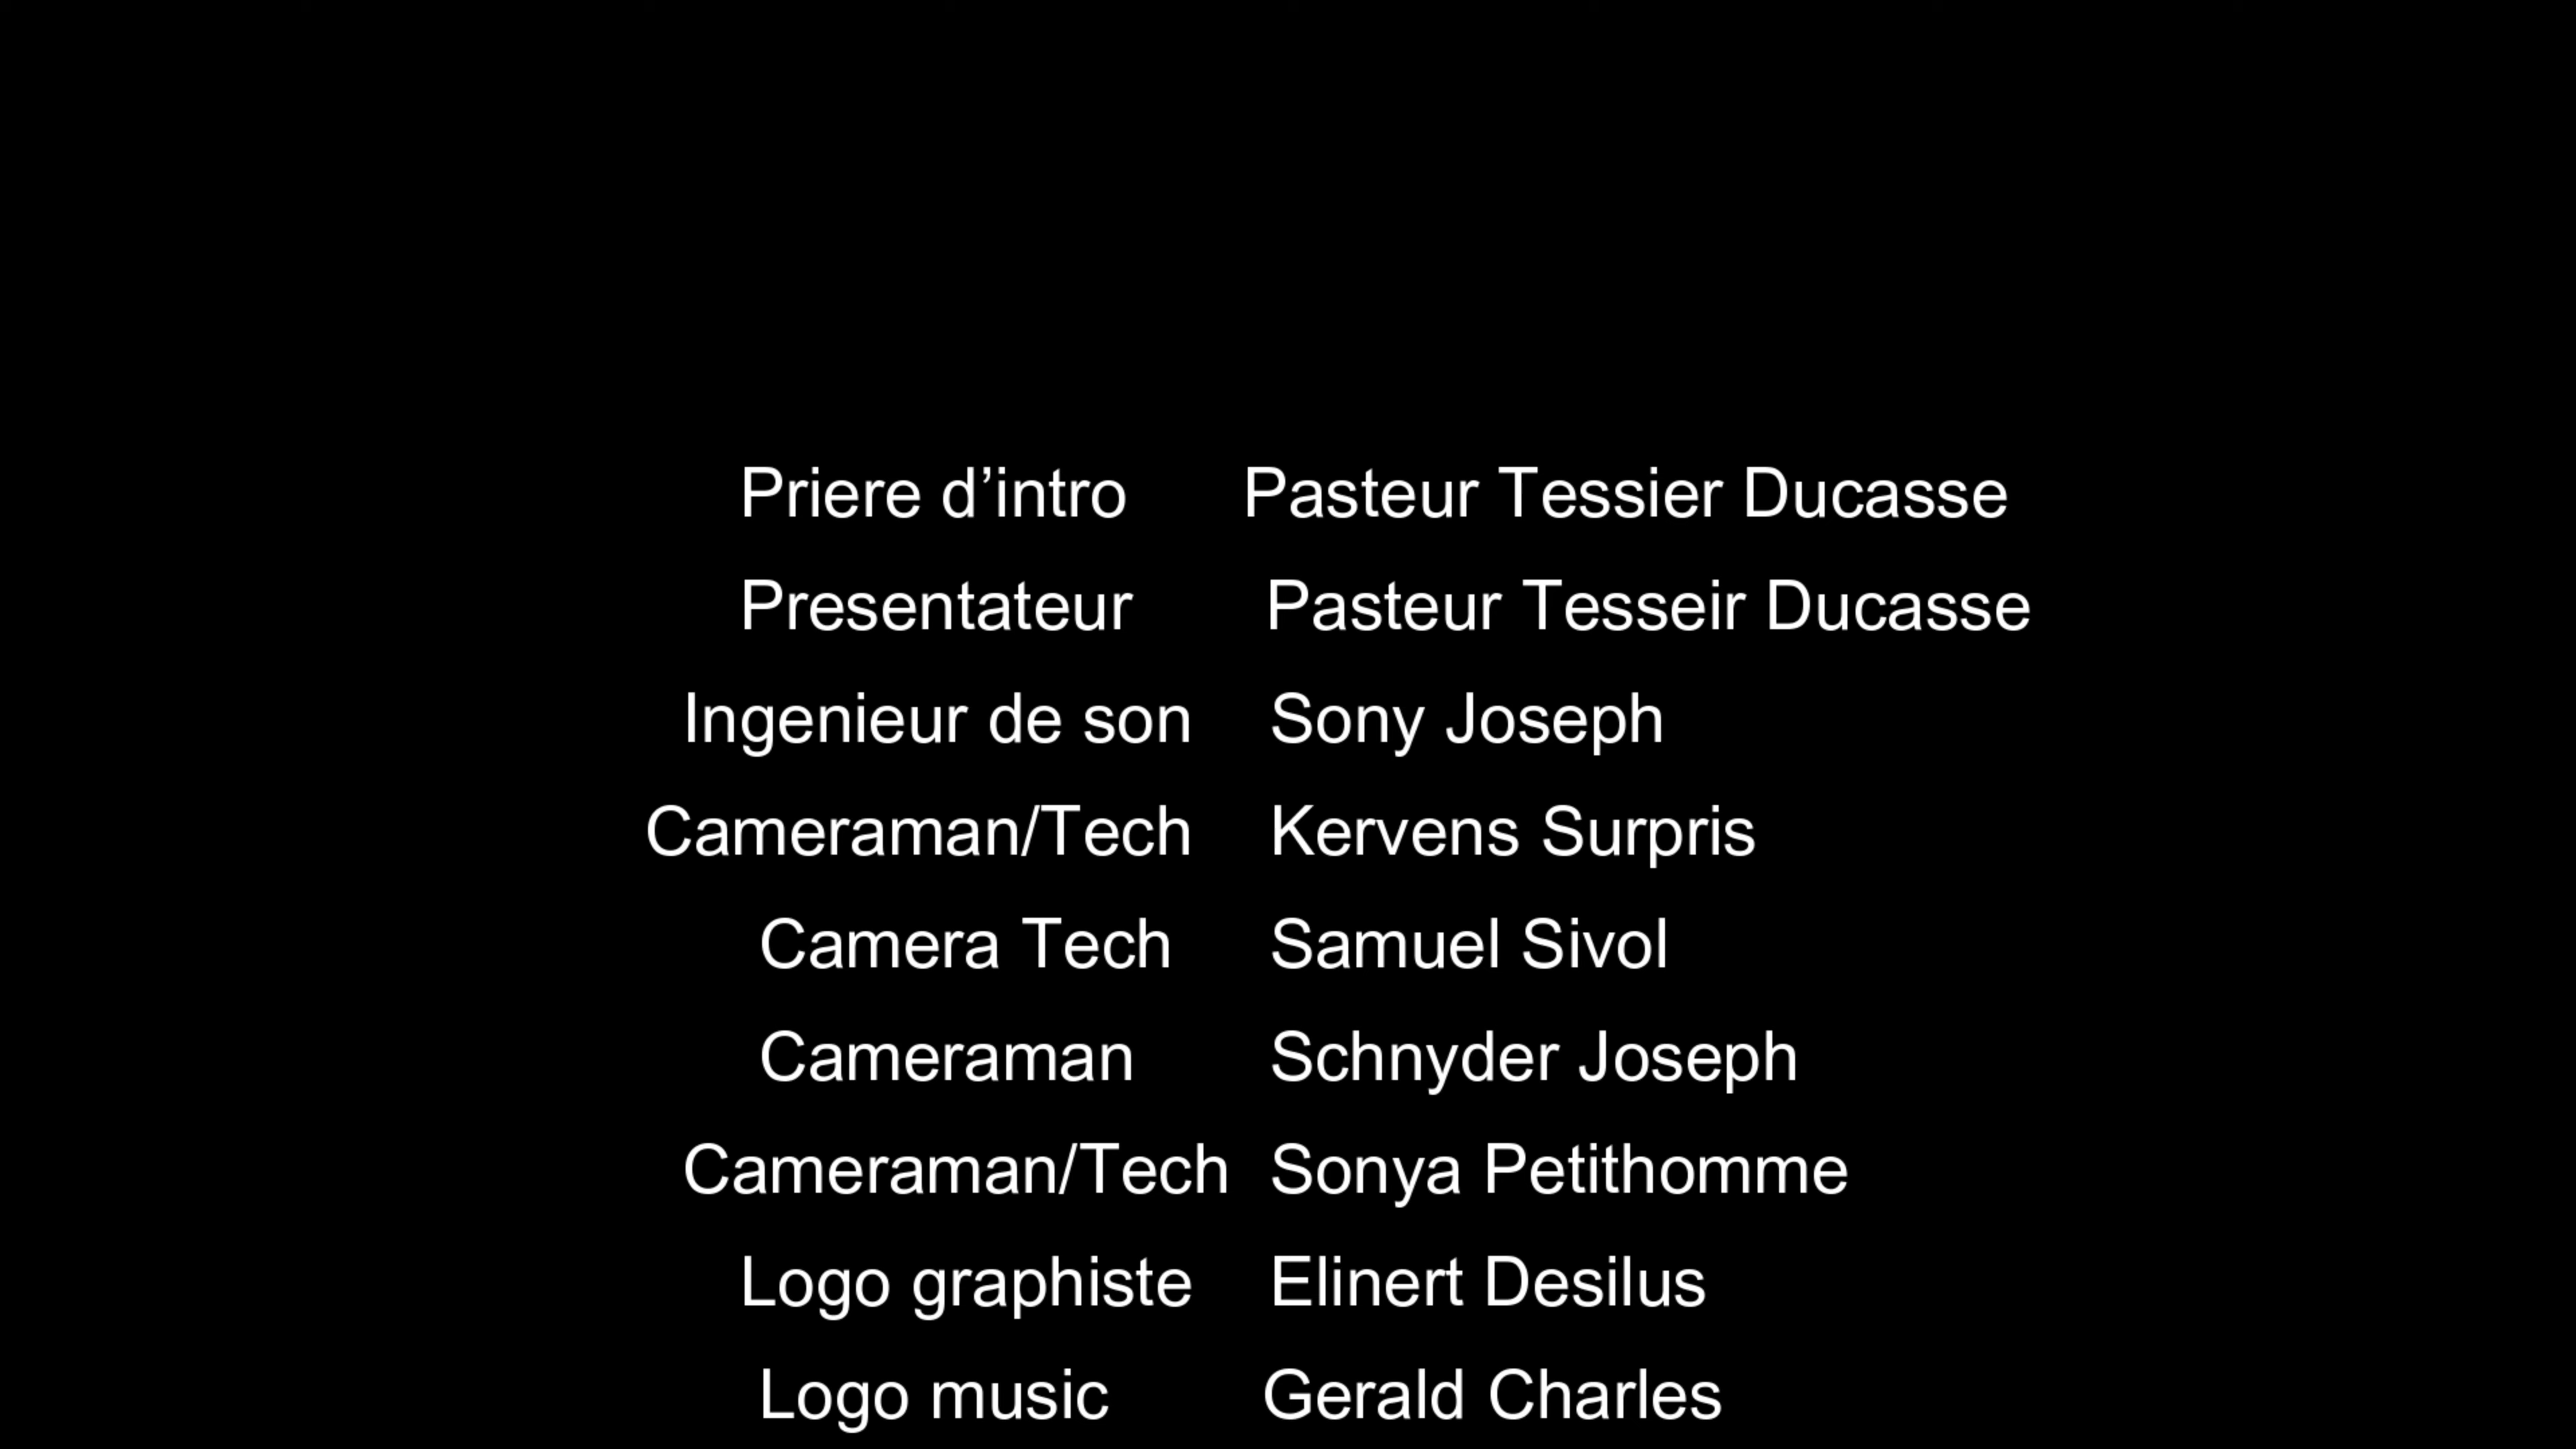 Priere d’intro Pasteur Tessier Ducasse
Presentateur Pasteur Tesseir Ducasse
Ingenieur de son Sony Joseph
Cameraman/Tech Kervens Surpris
Camera Tech Samuel Sivol
Cameraman Schnyder Joseph
Cameraman/Tech Sonya Petithomme
Logo graphiste Elinert Desilus
Logo music Gerald Charles